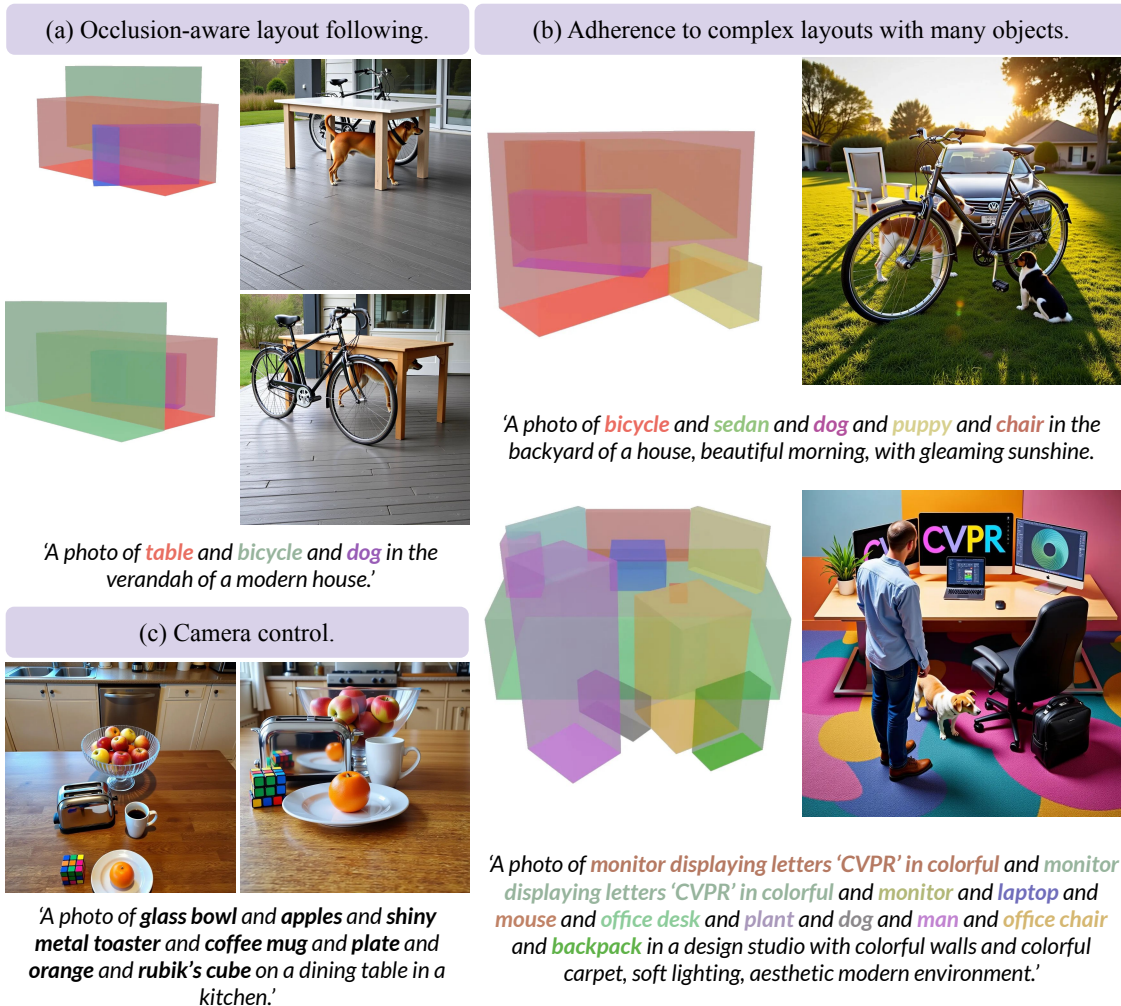 (a) Occlusion-aware layout following.
‘A photo of table and bicycle and dog in the
verandah of a modern house.’
(b) Adherence to complex layouts with many objects.
‘A photo of bicycle and sedan and dog and puppy and chair in the
backyard of a house, beautiful morning, with gleaming sunshine.
CV
CVPR
‘A photo of monitor displaying letters ‘CVPR’ in colorful and monitor
displaying letters ‘CVPR’ in colorful and monitor and laptop and
mouse and office desk and plant and dog and man and office chair
and backpack in a design studio with colorful walls and colorful
carpet, soft lighting, aesthetic modern environment.’
(c) Camera control.
‘A photo of glass bowl and apples and shiny
metal toaster and coffee mug and plate and
orange and rubik’s cube on a dining table in a
kitchen.’